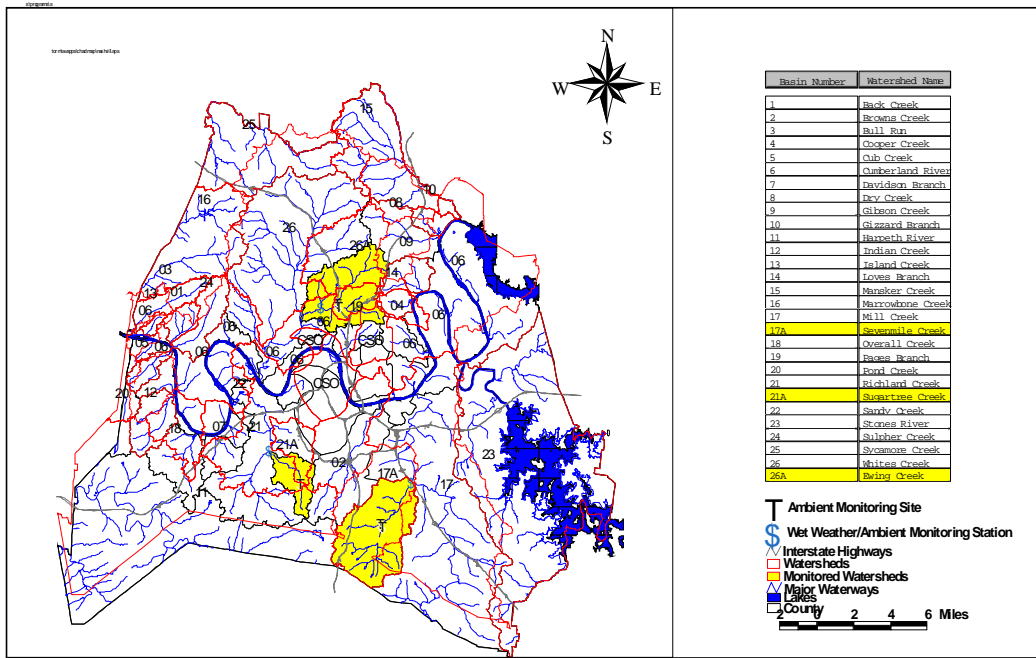 N
W E
S
Basin Number Watershed Name
1 Back Creek
2 Browns Creek
3 Bull Run
4 Cooper Creek
5 Cub Creek
6 Cumberland River
7 Davidson Branch
8 Dry Creek
9 Gibson Creek
10 Gizzard Branch
11 Harpeth River
12 Indian Creek
13 Island Creek
14 Loves Branch
15 Mansker Creek
16 Marrowbone Creek
17 Mill Creek
17A Sevenmile Creek
18 Overall Creek
19 Pages Branch
20 Pond Creek
21 Richland Creek
21A Sugartree Creek
22 Sandy Creek
23 Stones River
24 Sulpher Creek
25 Sycamore Creek
26 Whites Creek
26A Ewing Creek
T Ambient Monitoring Site
$ Wet Weather/Ambient Monitoring Station
Interstate Highways
Watersheds
Monitored Watersheds
Major Waterways
Lakes
County
2 0 2 4 6 Miles
15
25
10
16 08
26 09
26A
03 06
14
24
13 01
T 19 04
06 06
$
06 06
CSO CSO 06
06 06 06 06
CSO
20 12 22
18 07 21
21A
02 23
17A 17
T
11
T